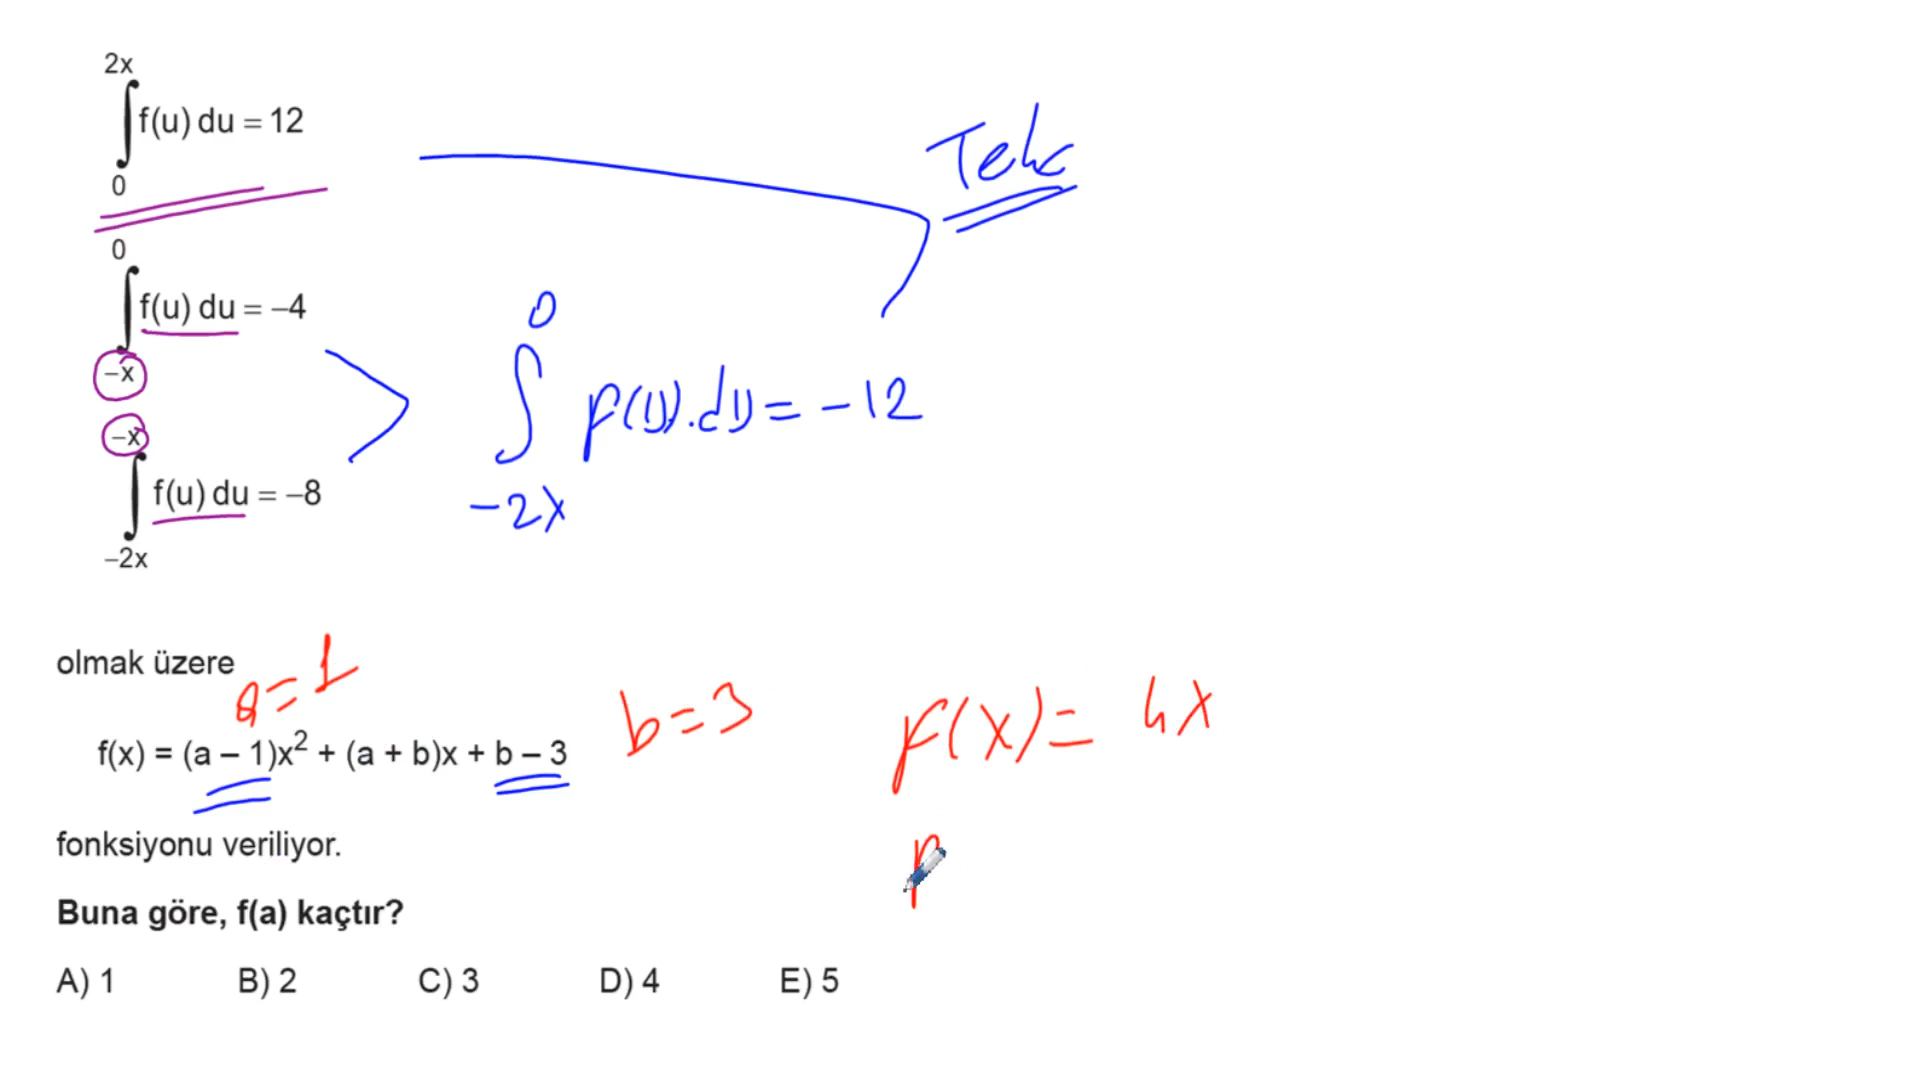 2x
∫ f(u) du = 12
0
Tek
0
∫ f(u) du = –4
–x
0
∫ f(u).du = -12
-2x
–x
∫ f(u) du = –8
–2x
olmak üzere
a=1
f(x) = (a – 1)x² + (a + b)x + b – 3
b=3
f(x)= 4x
fonksiyonu veriliyor.
Buna göre, f(a) kaçtır?
A) 1 B) 2 C) 3 D) 4 E) 5